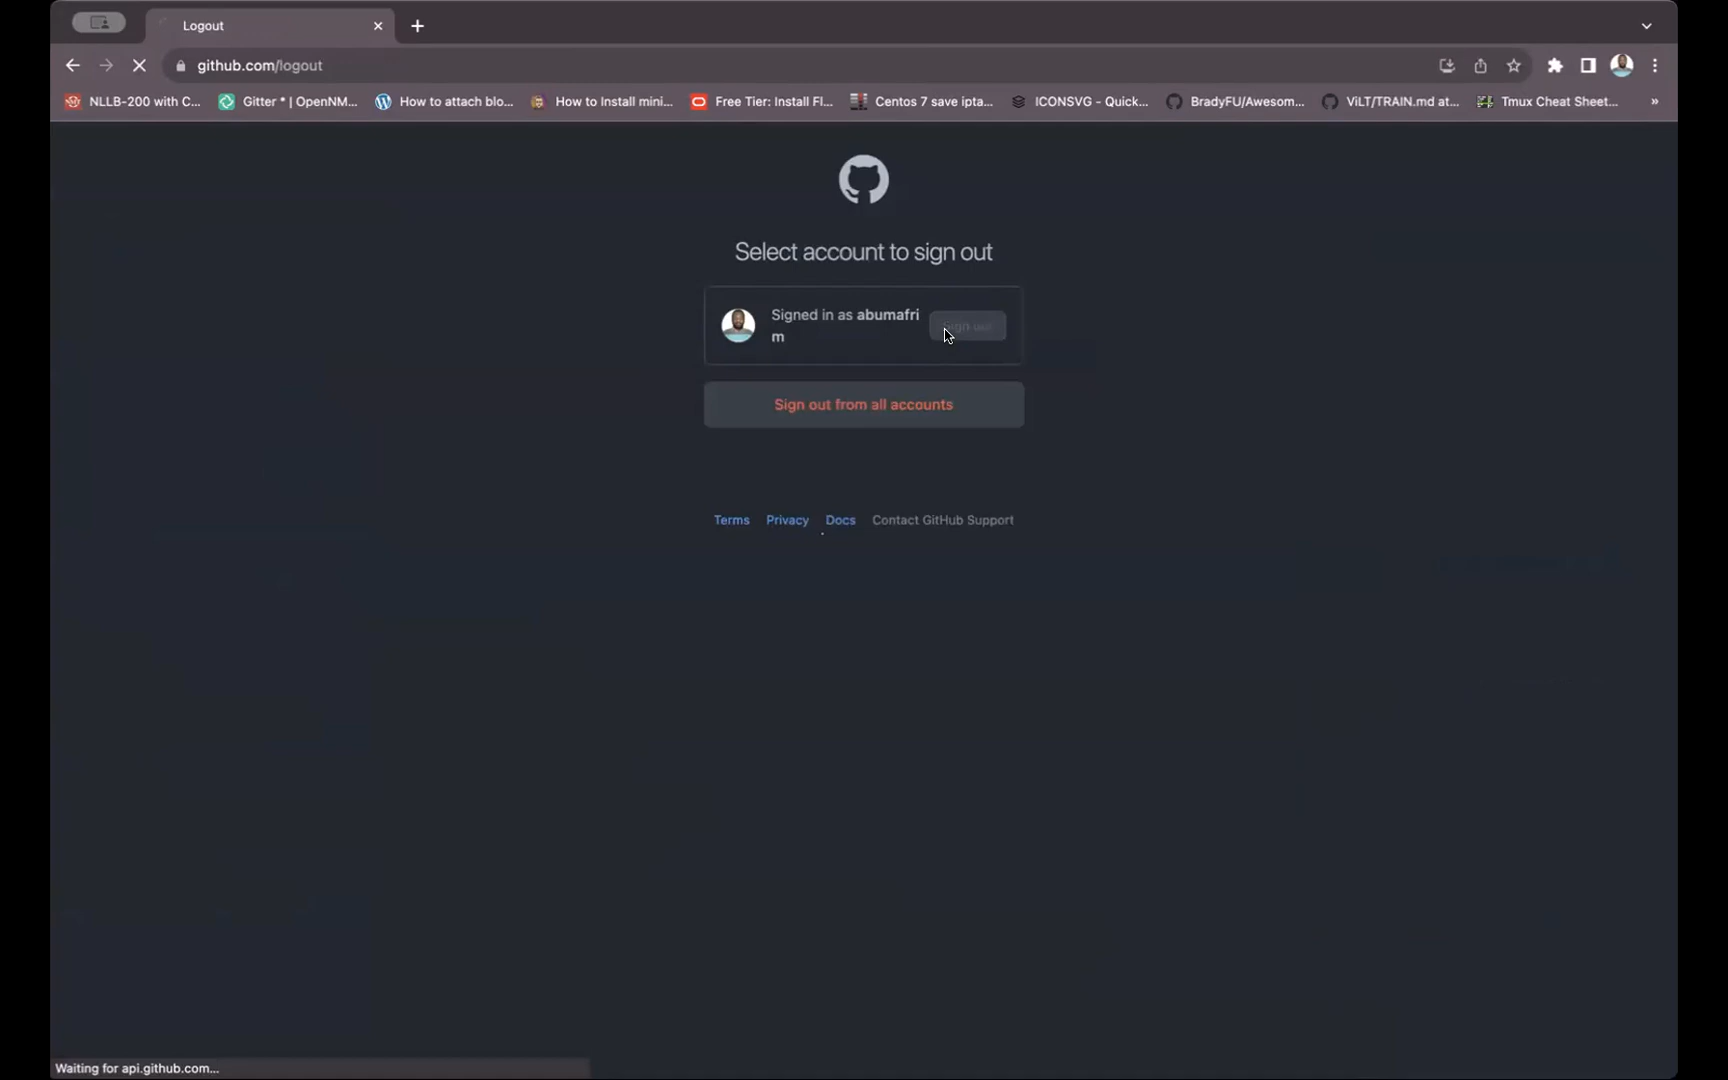 Logout
github.com/logout
NLLB-200 with C...
Gitter * | OpenNM...
How to attach blo...
How to Install mini...
Free Tier: Install Fl...
Centos 7 save ipta...
ICONSVG - Quick...
BradyFU/Awesom...
ViLT/TRAIN.md at...
Tmux Cheat Sheet...
»
Select account to sign out
Signed in as abumafri
m
Sign out
Sign out from all accounts
Terms
Privacy
Docs
Contact GitHub Support
Waiting for api.github.com...